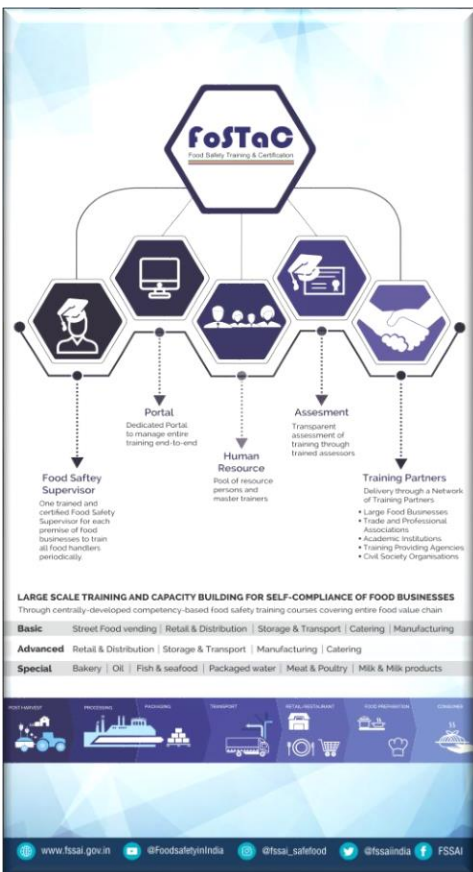 FoSTaC
Food Safety Training & Certification
Portal
Dedicated Portal
to manage entire
training end-to-end
Assesment
Transparent
assessment of
training through
trained assessors
Human
Resource
Pool of resource
persons and
master trainers
Food Saftey
Supervisor
One trained and
certified Food Safety
Supervisor for each
premise of food
businesses to train
all food handlers
periodically.
Training Partners
Delivery through a Network
of Training Partners
• Large Food Businesses
• Trade and Professional
Associations
• Academic Institutions
• Training Providing Agencies
• Civil Society Organisations
LARGE SCALE TRAINING AND CAPACITY BUILDING FOR SELF-COMPLIANCE OF FOOD BUSINESSES
Through centrally-developed competency-based food safety training courses covering entire food value chain
Basic Street Food vending | Retail & Distribution | Storage & Transport | Catering | Manufacturing
Advanced Retail & Distribution | Storage & Transport | Manufacturing | Catering
Special Bakery | Oil | Fish & seafood | Packaged water | Meat & Poultry | Milk & Milk products
POST HARVEST PROCESSING PACKAGING TRANSPORT RETAIL/RESTAURANT FOOD PREPARATION CONSUMER
www.fssai.gov.in @FoodsafetyinIndia @fssai_safefood @fssaiindia FSSAI